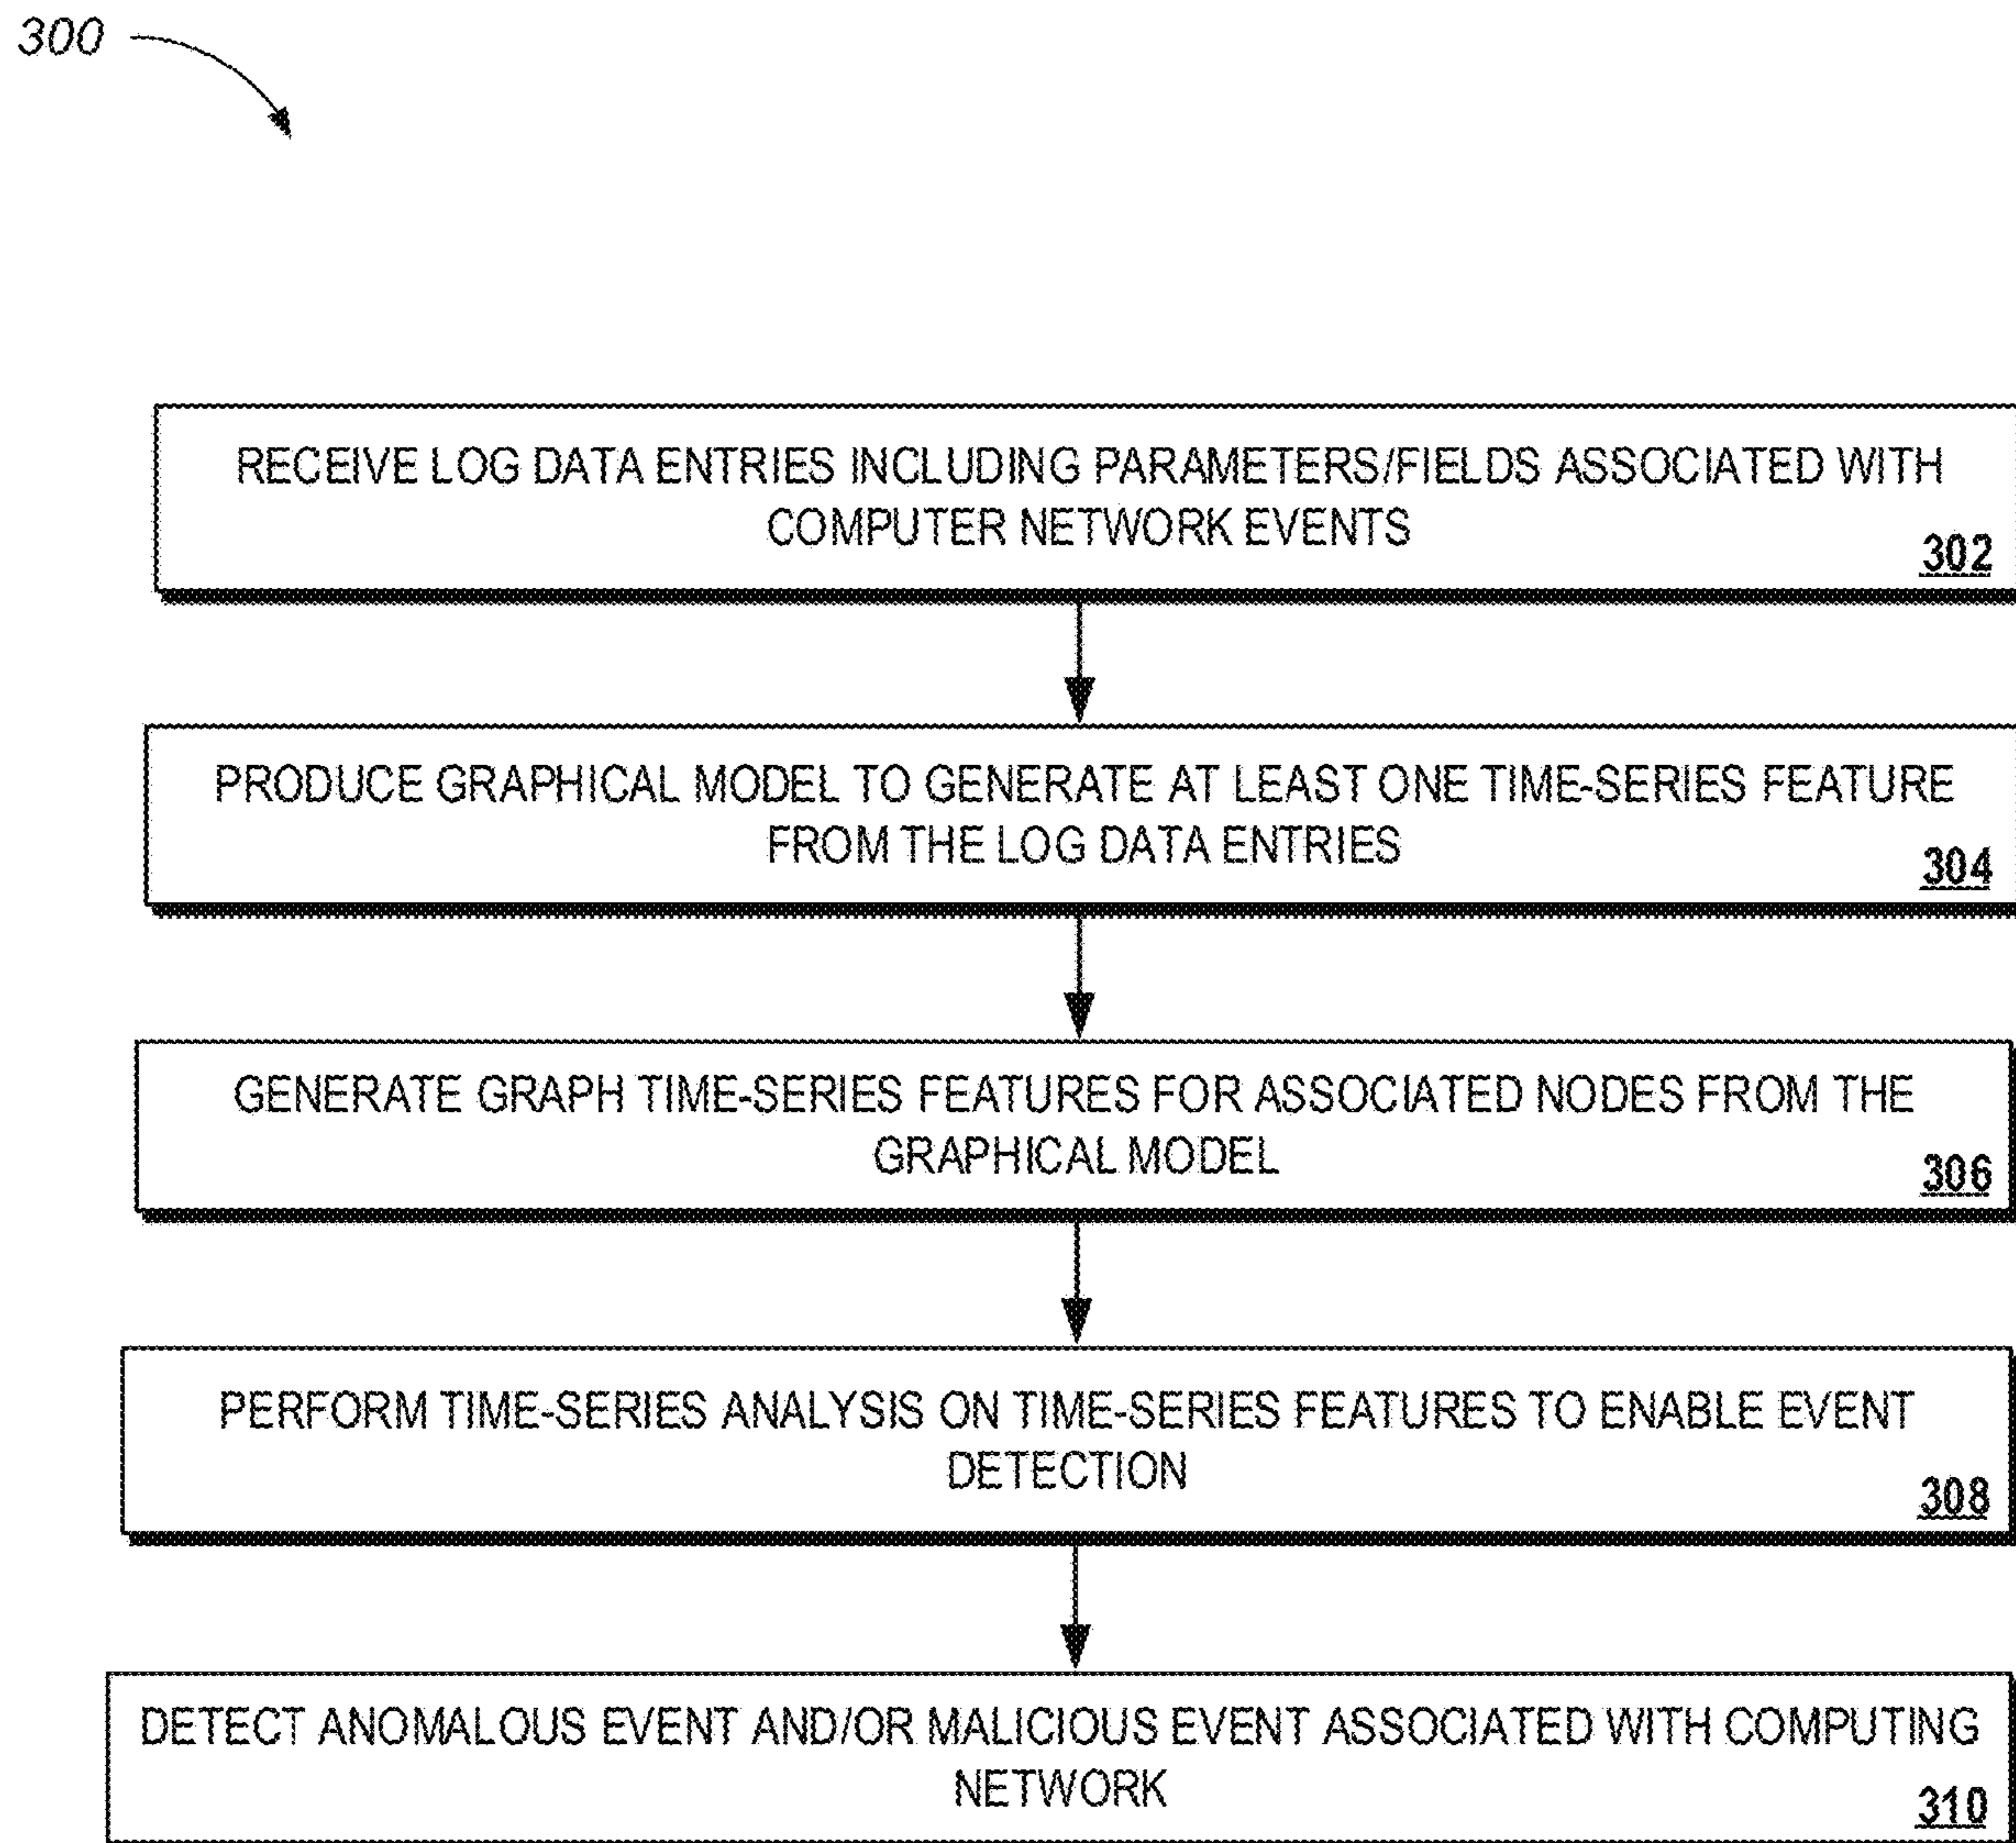 300
RECEIVE LOG DATA ENTRIES INCLUDING PARAMETERS/FIELDS ASSOCIATED WITH
COMPUTER NETWORK EVENTS
302
PRODUCE GRAPHICAL MODEL TO GENERATE AT LEAST ONE TIME-SERIES FEATURE
FROM THE LOG DATA ENTRIES
304
GENERATE GRAPH TIME-SERIES FEATURES FOR ASSOCIATED NODES FROM THE
GRAPHICAL MODEL
306
PERFORM TIME-SERIES ANALYSIS ON TIME-SERIES FEATURES TO ENABLE EVENT
DETECTION
308
DETECT ANOMALOUS EVENT AND/OR MALICIOUS EVENT ASSOCIATED WITH COMPUTING
NETWORK
310